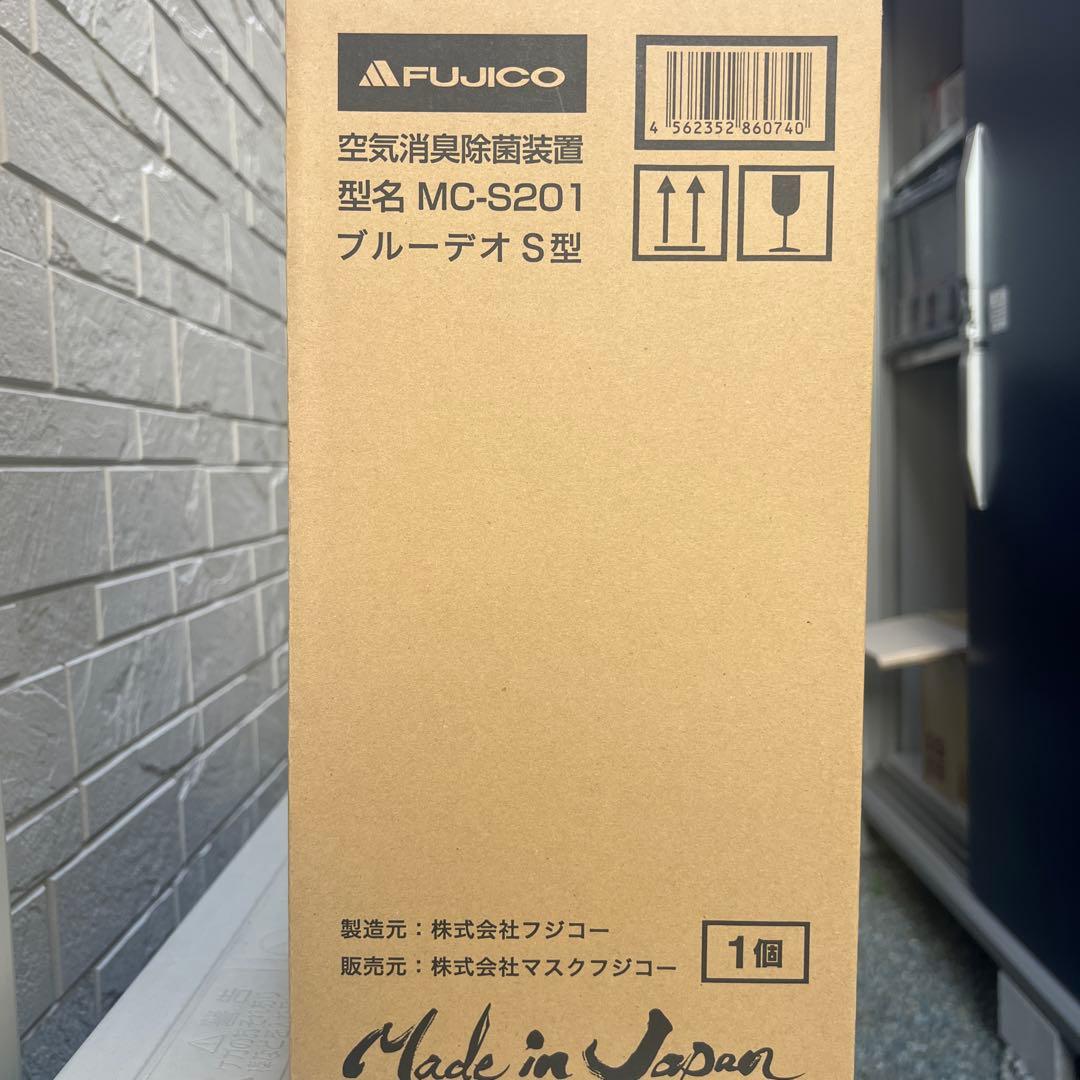 FUJICO
空気消臭除菌装置
型名 MC-S201
ブルーデオ S型
4 562352 860740
製造元：株式会社フジコー
販売元：株式会社マスクフジコー
1個
Made in Japan